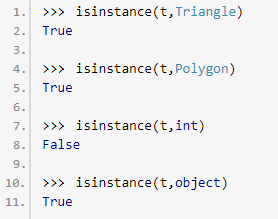 1. >>> isinstance(t,Triangle)
2. True
3.
4. >>> isinstance(t,Polygon)
5. True
6.
7. >>> isinstance(t,int)
8. False
9.
10. >>> isinstance(t,object)
11. True